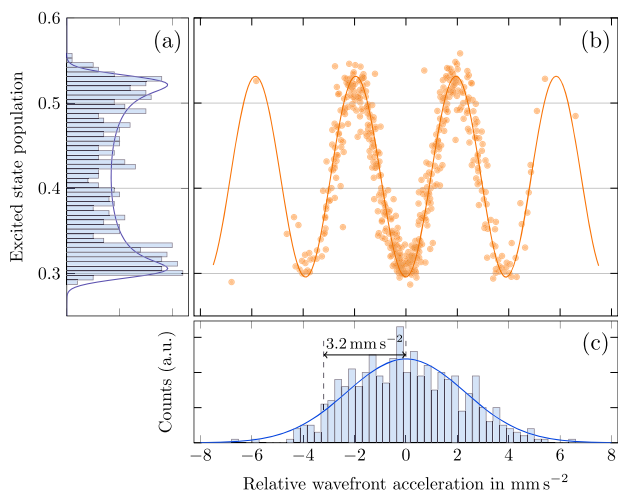 0.6
(a)
(b)
0.5
0.4
0.3
Excited state population
3.2 mm s⁻²
(c)
Counts (a.u.)
−8 −6 −4 −2 0 2 4 6 8
Relative wavefront acceleration in mm s⁻²